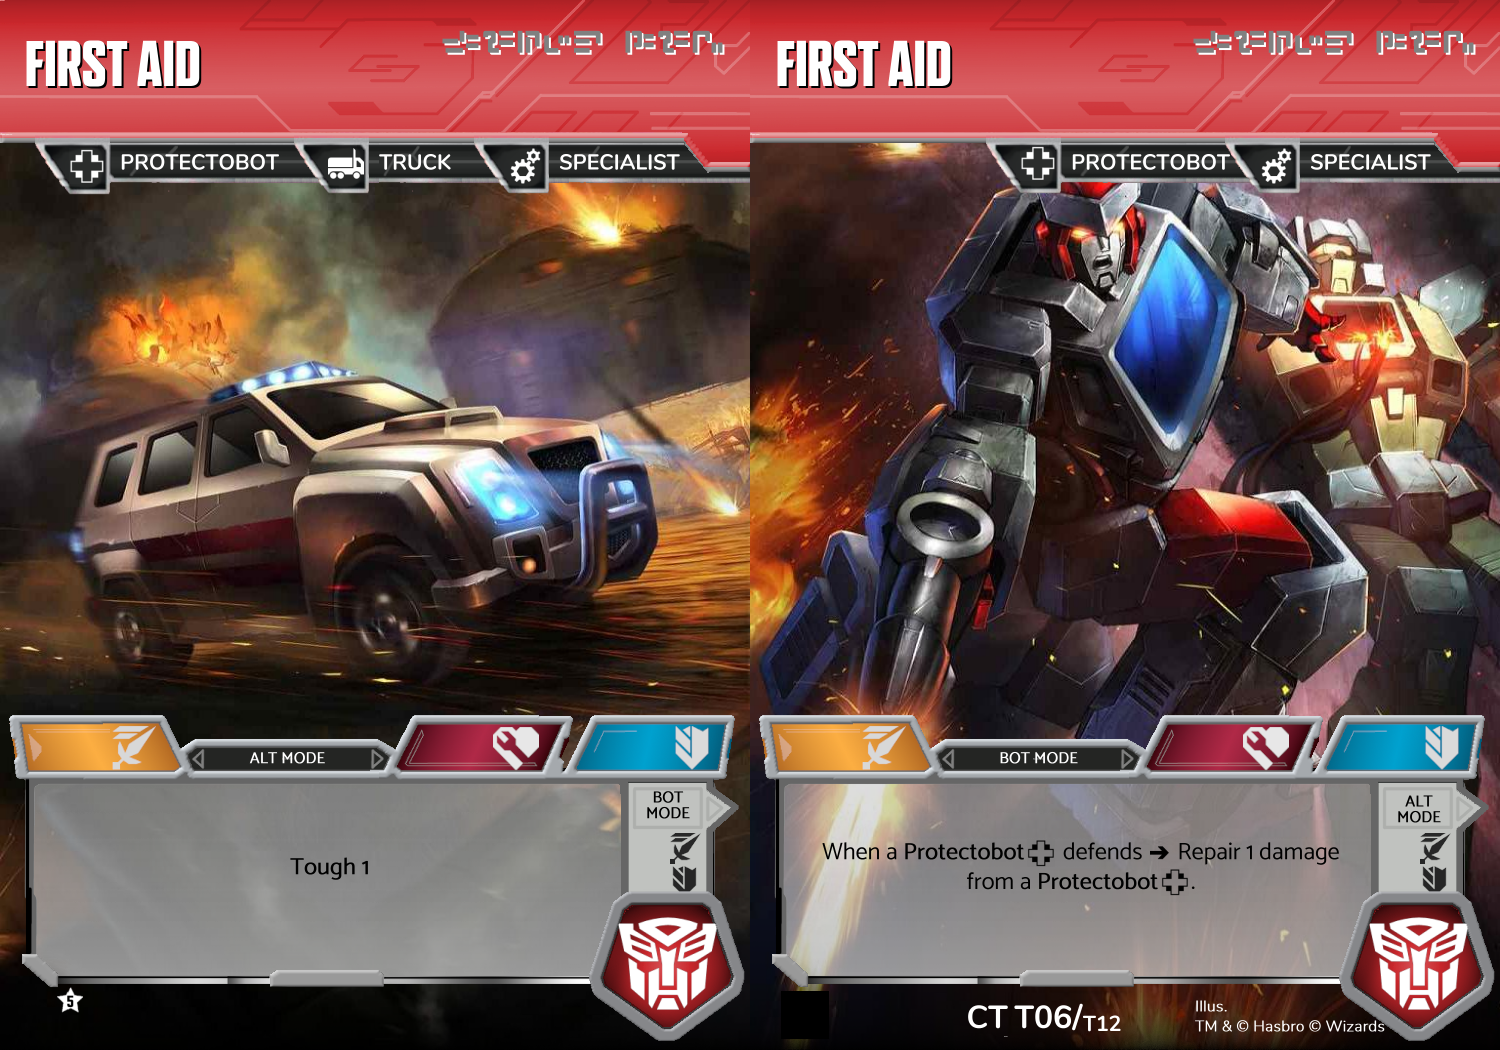 FIRST AID
PROTECTOBOT
TRUCK
SPECIALIST
ALT MODE
BOT
MODE
Tough 1
5
FIRST AID
PROTECTOBOT
SPECIALIST
BOT MODE
ALT
MODE
When a Protectobot defends → Repair 1 damage
from a Protectobot.
CT T06/T12
Illus.
TM & © Hasbro © Wizards